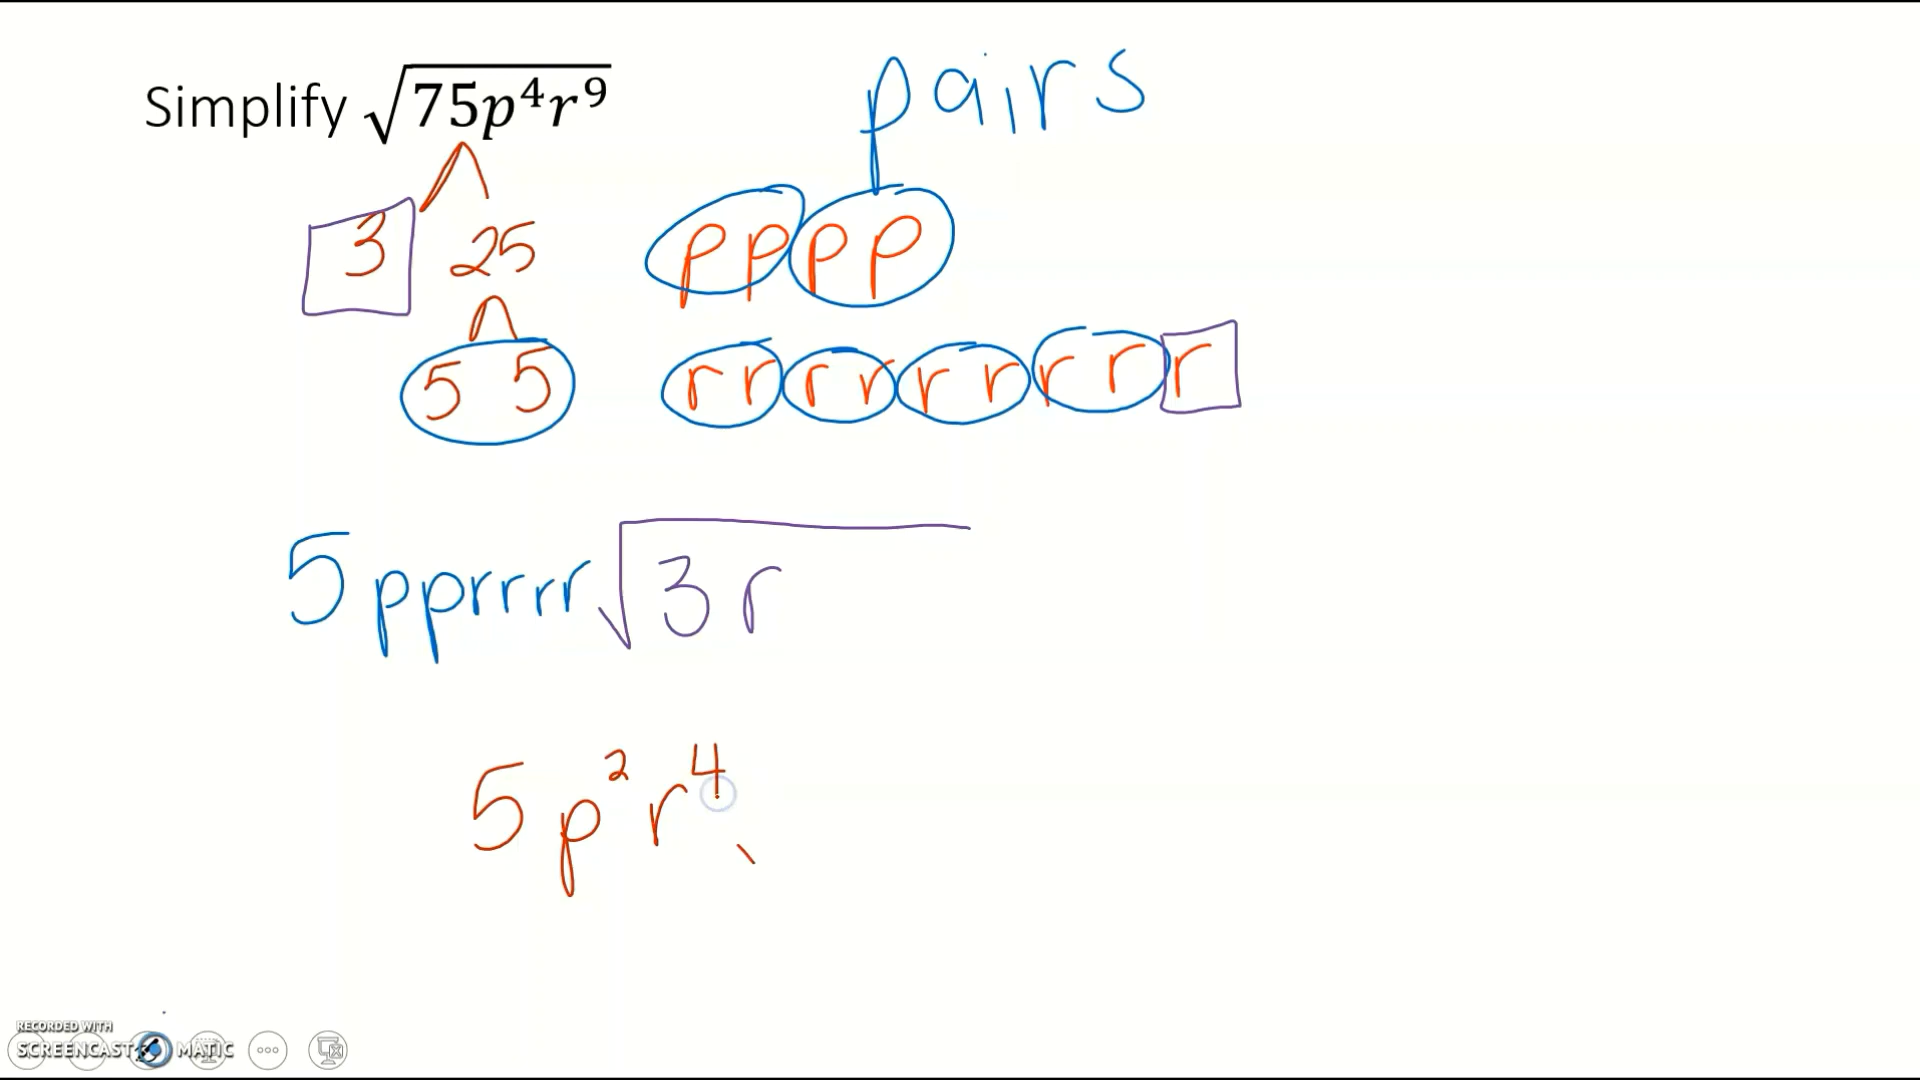 Simplify √75p⁴r⁹
pairs
3 25 pppp
5 5 rrrrrrrrr
5pprrrr√3r
5p²r⁴
RECORDED WITH
SCREENCAST MATIC